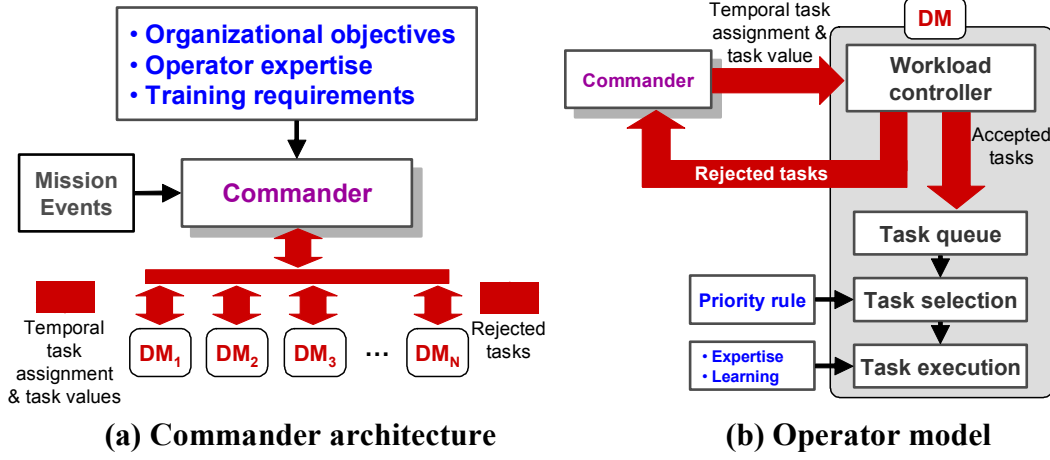 • Organizational objectives
• Operator expertise
• Training requirements
Mission
Events
Commander
Temporal
task
assignment
& task values
DM1
DM2
DM3
...
DMN
Rejected
tasks
(a) Commander architecture
Temporal task
assignment &
task value
DM
Commander
Workload
controller
Accepted
tasks
Rejected tasks
Task queue
Priority rule
Task selection
• Expertise
• Learning
Task execution
(b) Operator model